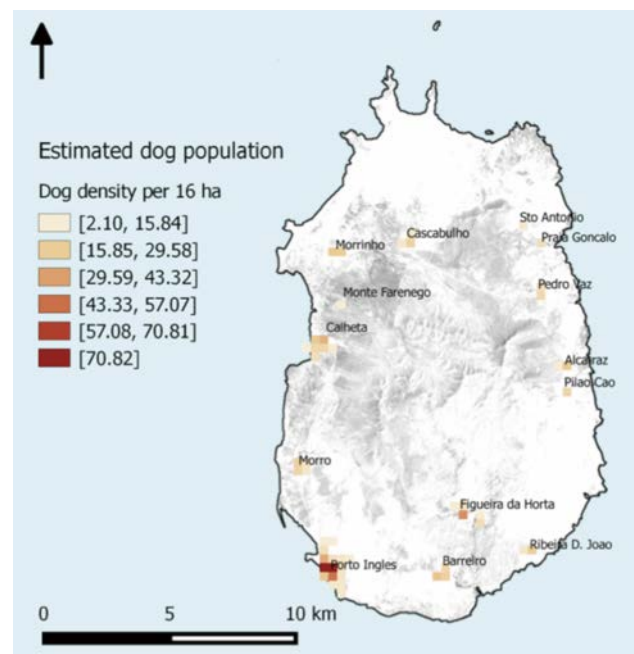 Estimated dog population
Dog density per 16 ha
[2.10, 15.84]
[15.85, 29.58]
[29.59, 43.32]
[43.33, 57.07]
[57.08, 70.81]
[70.82]
Sto Antonio
Cascabulho
Praia Goncalo
Morrinho
Pedro Vaz
Monte Farenego
Calheta
Alcatraz
Pilao Cao
Morro
Figueira da Horta
Ribeira D. Joao
Porto Ingles
Barreiro
0 5 10 km